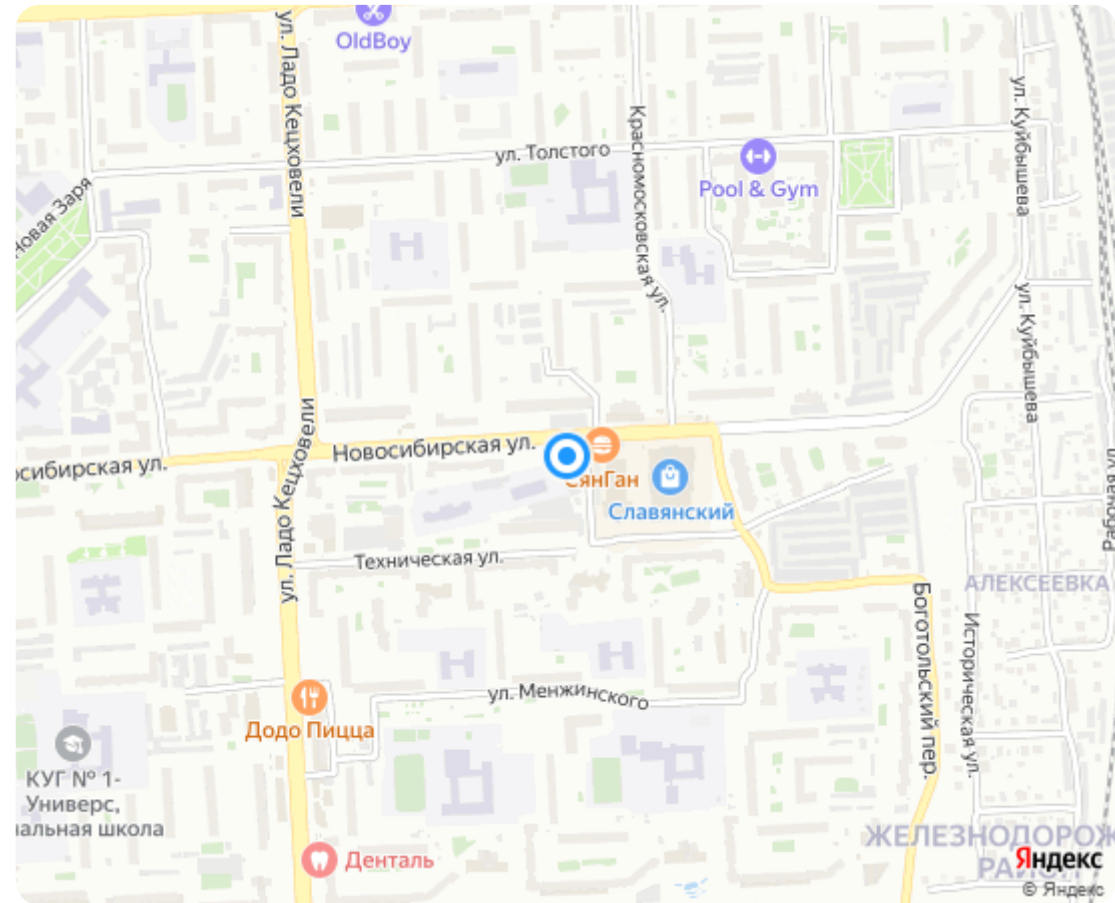 OldBoy
ул. Ладо Кецховели
Красномосковская ул.
ул. Куйбышева
ул. Толстого
Pool & Gym
Новая Заря
ул. Куйбышева
ул. Ладо Кецховели
Новосибирская ул.
осибирская ул.
СянГан
Славянский
Техническая ул.
АЛЕКСЕЕВКА
Боготольский пер.
Историческая ул.
ул. Менжинского
Додо Пицца
КУГ № 1-
Универс,
чальная школа
Денталь
ЖЕЛЕЗНОДОРОЖ
РАЙОН
Яндекс
© Яндекс